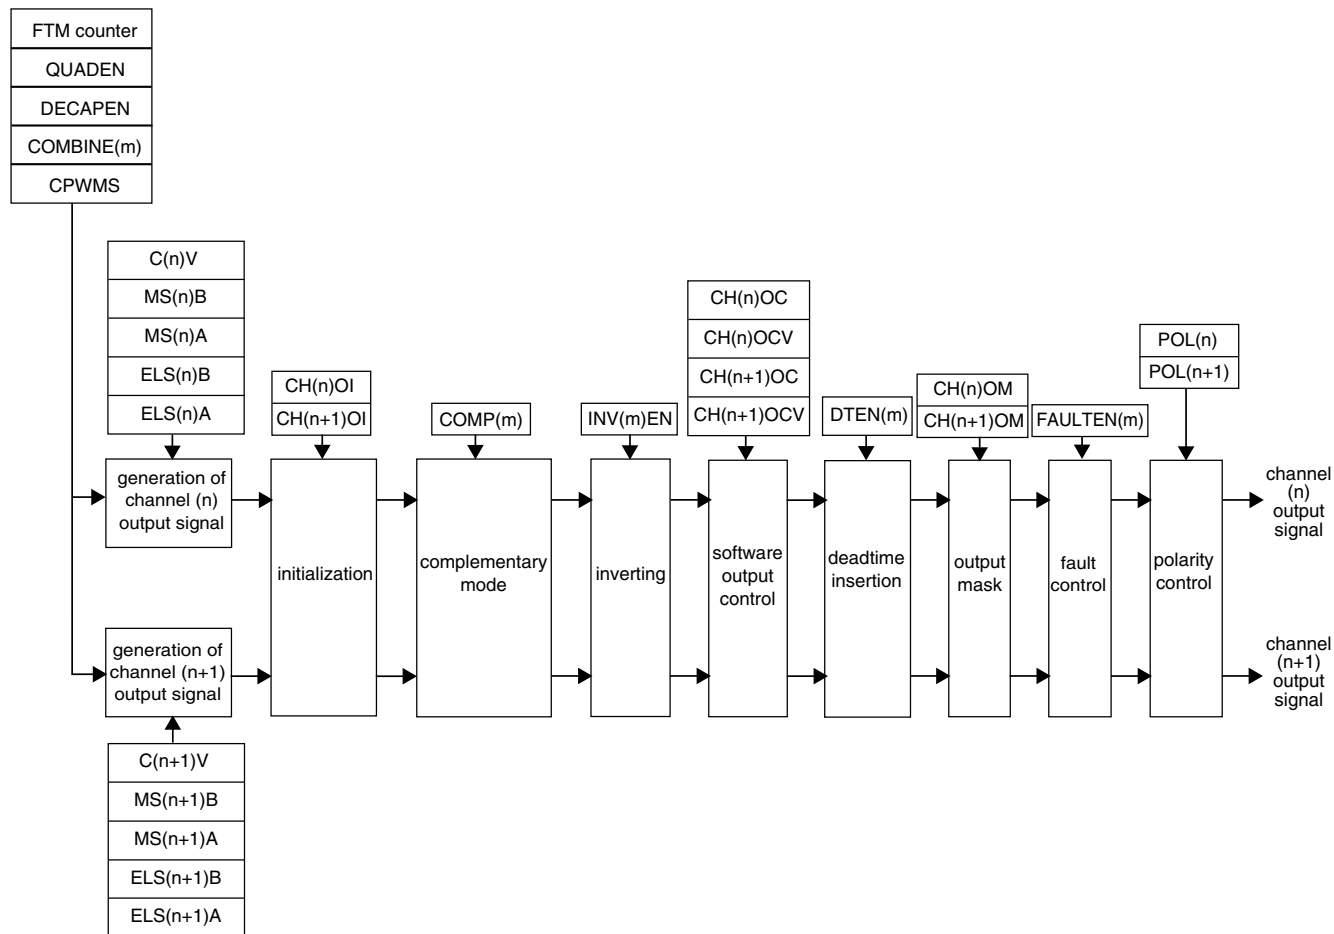 FTM counter
QUADEN
DECAPEN
COMBINE(m)
CPWMS
C(n)V
MS(n)B
MS(n)A
ELS(n)B
ELS(n)A
CH(n)OI
CH(n+1)OI
COMP(m)
INV(m)EN
CH(n)OC
CH(n)OCV
CH(n+1)OC
CH(n+1)OCV
DTEN(m)
CH(n)OM
CH(n+1)OM
FAULTEN(m)
POL(n)
POL(n+1)
generation of
channel (n)
output signal
initialization
complementary
mode
inverting
software
output
control
deadtime
insertion
output
mask
fault
control
polarity
control
channel
(n)
output
signal
generation of
channel (n+1)
output signal
channel
(n+1)
output
signal
C(n+1)V
MS(n+1)B
MS(n+1)A
ELS(n+1)B
ELS(n+1)A